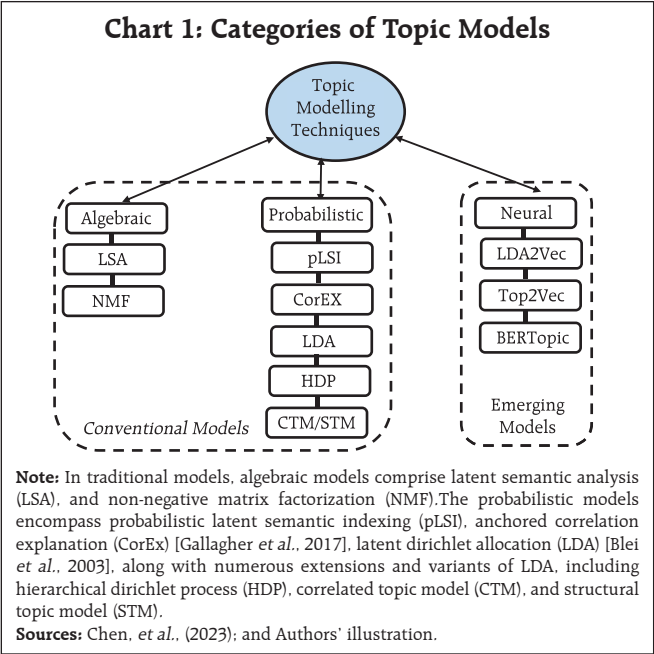 Chart 1: Categories of Topic Models
Topic
Modelling
Techniques
Algebraic
LSA
NMF
Probabilistic
pLSI
CorEX
LDA
HDP
CTM/STM
Conventional Models
Neural
LDA2Vec
Top2Vec
BERTopic
Emerging
Models
Note: In traditional models, algebraic models comprise latent semantic analysis
(LSA), and non-negative matrix factorization (NMF).The probabilistic models
encompass probabilistic latent semantic indexing (pLSI), anchored correlation
explanation (CorEx) [Gallagher et al., 2017], latent dirichlet allocation (LDA) [Blei
et al., 2003], along with numerous extensions and variants of LDA, including
hierarchical dirichlet process (HDP), correlated topic model (CTM), and structural
topic model (STM).
Sources: Chen, et al., (2023); and Authors’ illustration.